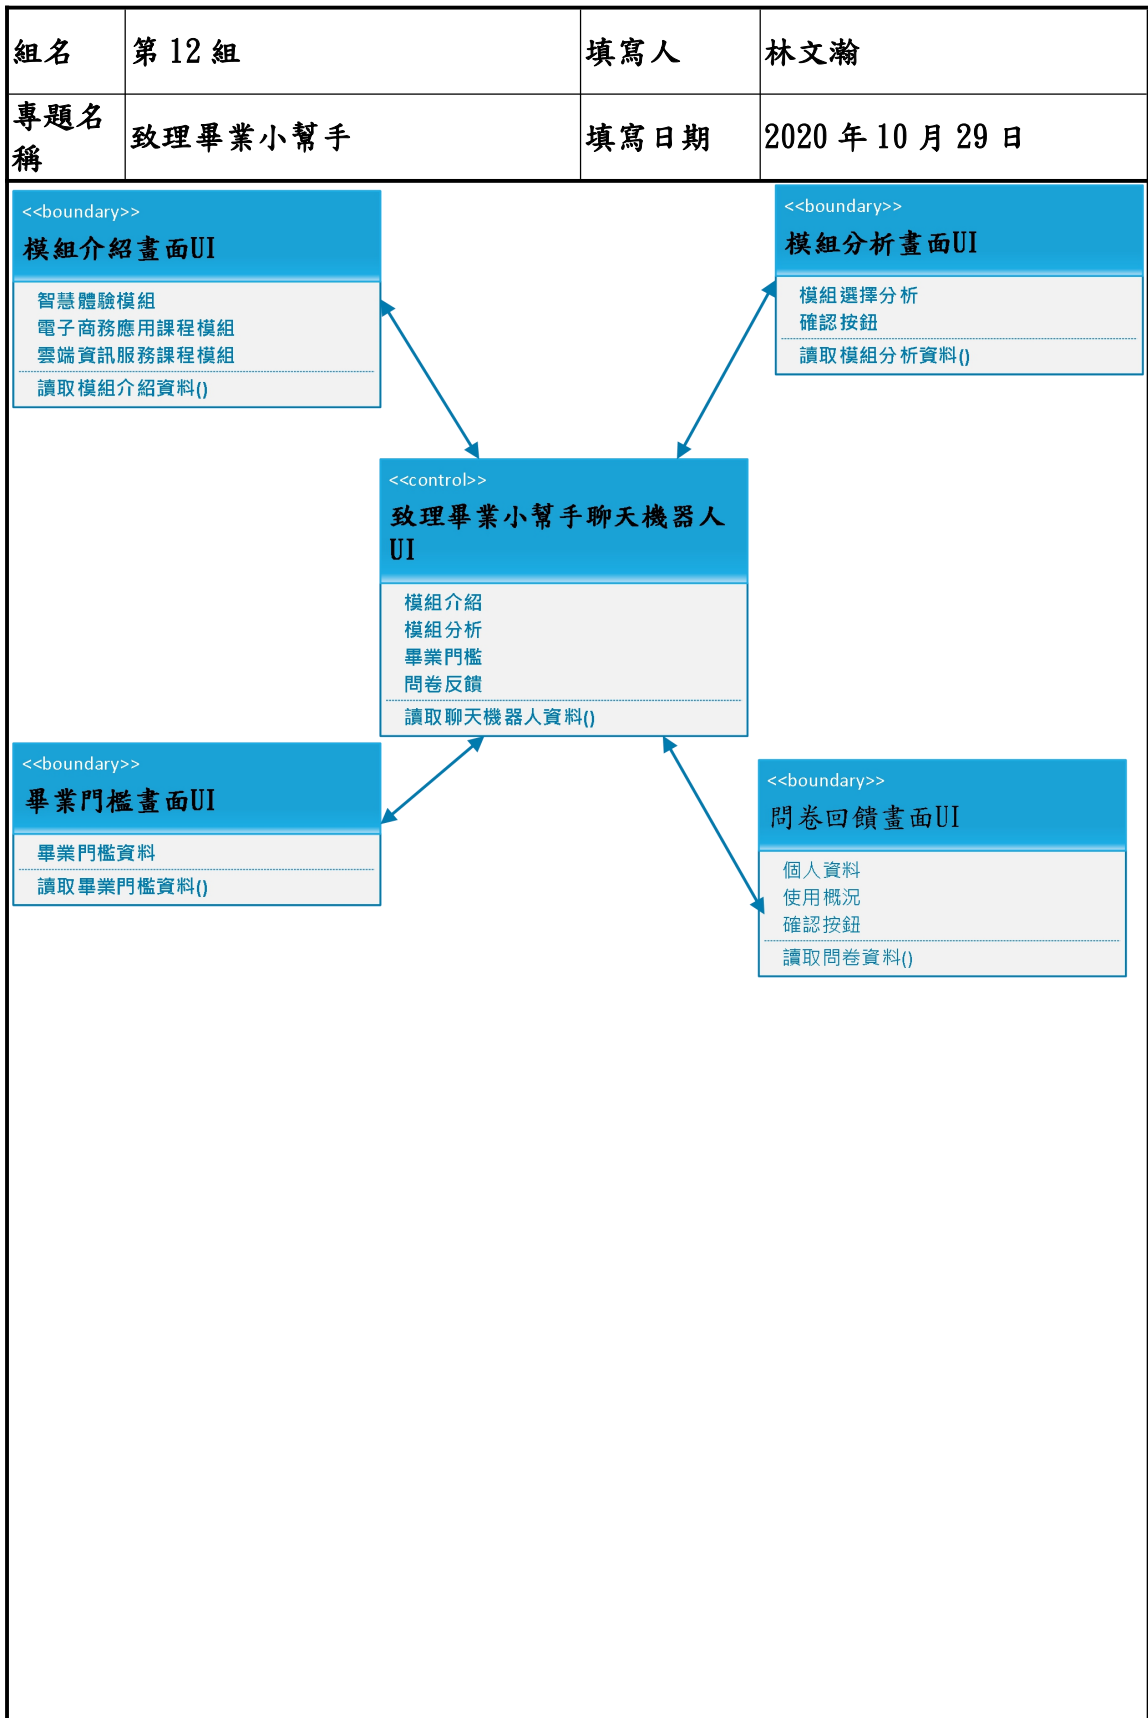 組名
第 12 組
填寫人
林文瀚
專題名
稱
致理畢業小幫手
填寫日期
2020 年 10 月 29 日
<<boundary>>
模組介紹畫面UI
智慧體驗模組
電子商務應用課程模組
雲端資訊服務課程模組
讀取模組介紹資料()
<<boundary>>
模組分析畫面UI
模組選擇分析
確認按鈕
讀取模組分析資料()
<<control>>
致理畢業小幫手聊天機器人
UI
模組介紹
模組分析
畢業門檻
問卷反饋
讀取聊天機器人資料()
<<boundary>>
畢業門檻畫面UI
畢業門檻資料
讀取畢業門檻資料()
<<boundary>>
問卷回饋畫面UI
個人資料
使用概況
確認按鈕
讀取問卷資料()